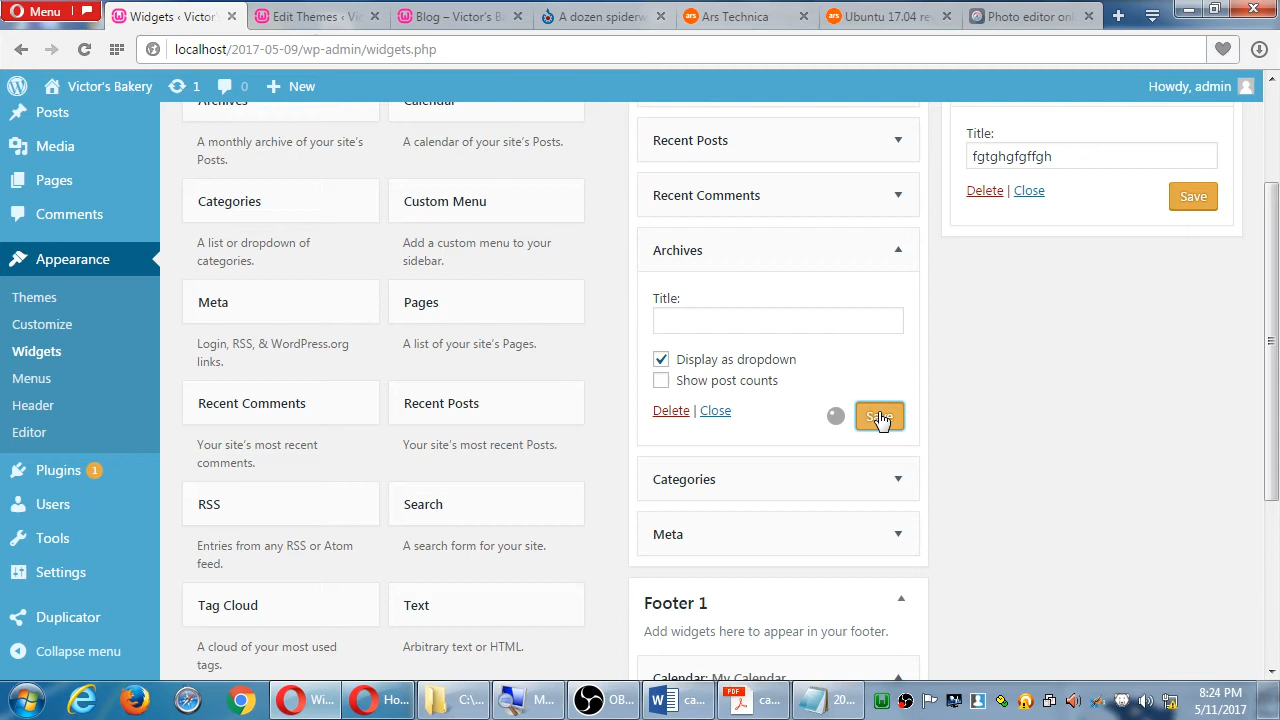 Menu
Widgets ‹ Victor's
Edit Themes ‹ Vic
Blog – Victor's B
A dozen spiderw
Ars Technica
Ubuntu 17.04 rev
Photo editor onl
localhost/2017-05-09/wp-admin/widgets.php
Victor's Bakery
1
0
New
Howdy, admin
Posts
Media
Pages
Comments
Appearance
Themes
Customize
Widgets
Menus
Header
Editor
Plugins 1
Users
Tools
Settings
Duplicator
Collapse menu
Archives
Calendar
A monthly archive of your site's
Posts.
A calendar of your site's Posts.
Categories
Custom Menu
A list or dropdown of
categories.
Add a custom menu to your
sidebar.
Meta
Pages
Login, RSS, & WordPress.org
links.
A list of your site's Pages.
Recent Comments
Recent Posts
Your site's most recent
comments.
Your site's most recent Posts.
RSS
Search
Entries from any RSS or Atom
feed.
A search form for your site.
Tag Cloud
Text
A cloud of your most used
tags.
Arbitrary text or HTML.
Recent Posts
Recent Comments
Archives
Title:
Display as dropdown
Show post counts
Delete | Close
Save
Categories
Meta
Footer 1
Add widgets here to appear in your footer.
Calendar: My Calendar
Title:
fgtghgfgffgh
Delete | Close
Save
Wi...
Ho...
C:\...
M...
OB...
ca...
ca...
20...
8:24 PM
5/11/2017